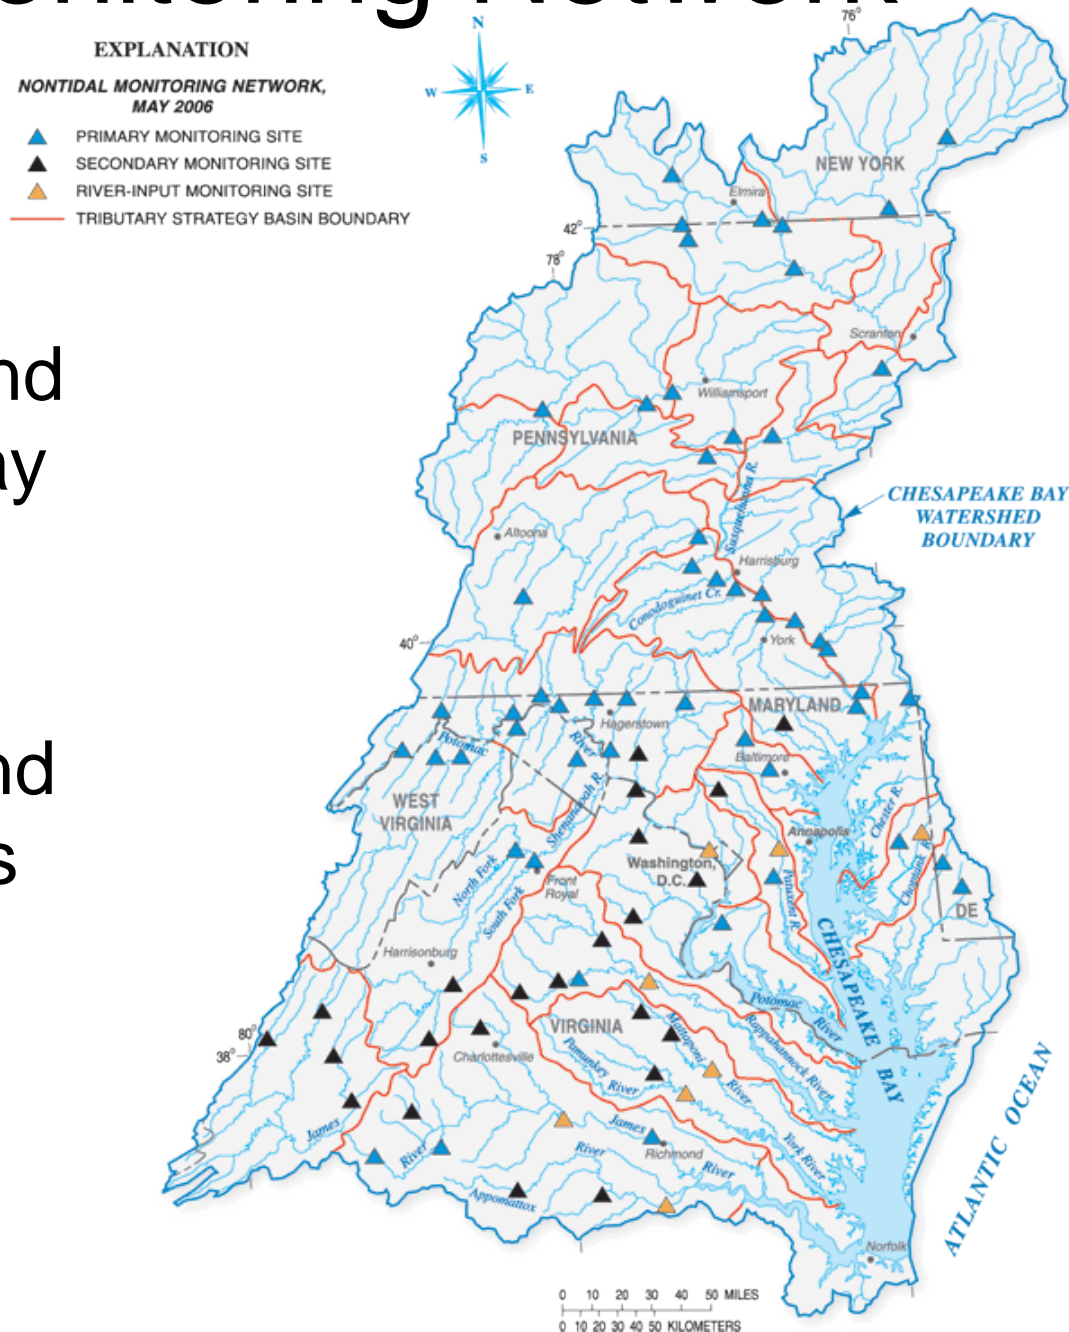 onitoring Network
EXPLANATION
NONTIDAL MONITORING NETWORK,
MAY 2006
PRIMARY MONITORING SITE
SECONDARY MONITORING SITE
RIVER-INPUT MONITORING SITE
TRIBUTARY STRATEGY BASIN BOUNDARY
N
W
E
S
76°
NEW YORK
Elmira
42°
78°
Scranton
nd
Williamsport
PENNSYLVANIA
ay
Susquehanna R.
CHESAPEAKE BAY
WATERSHED
BOUNDARY
Altoona
Harrisburg
Conodoguinet Cr.
40°
York
MARYLAND
Hagerstown
Potomac
River
Baltimore
nd
WEST
VIRGINIA
Shenandoah R.
Chester R.
Annapolis
s
Washington,
D.C.
North Fork
Front
Royal
South Fork
Patuxent R.
Choptank R.
DE
Harrisonburg
CHESAPEAKE
BAY
Potomac
River
80°
38°
VIRGINIA
Charlottesville
Mattaponi
River
Rappahannock River
Pamunkey
River
ATLANTIC OCEAN
James
River
James
River
River
Richmond
York River
Appomattox
Norfolk
0 10 20 30 40 50 MILES
0 10 20 30 40 50 KILOMETERS